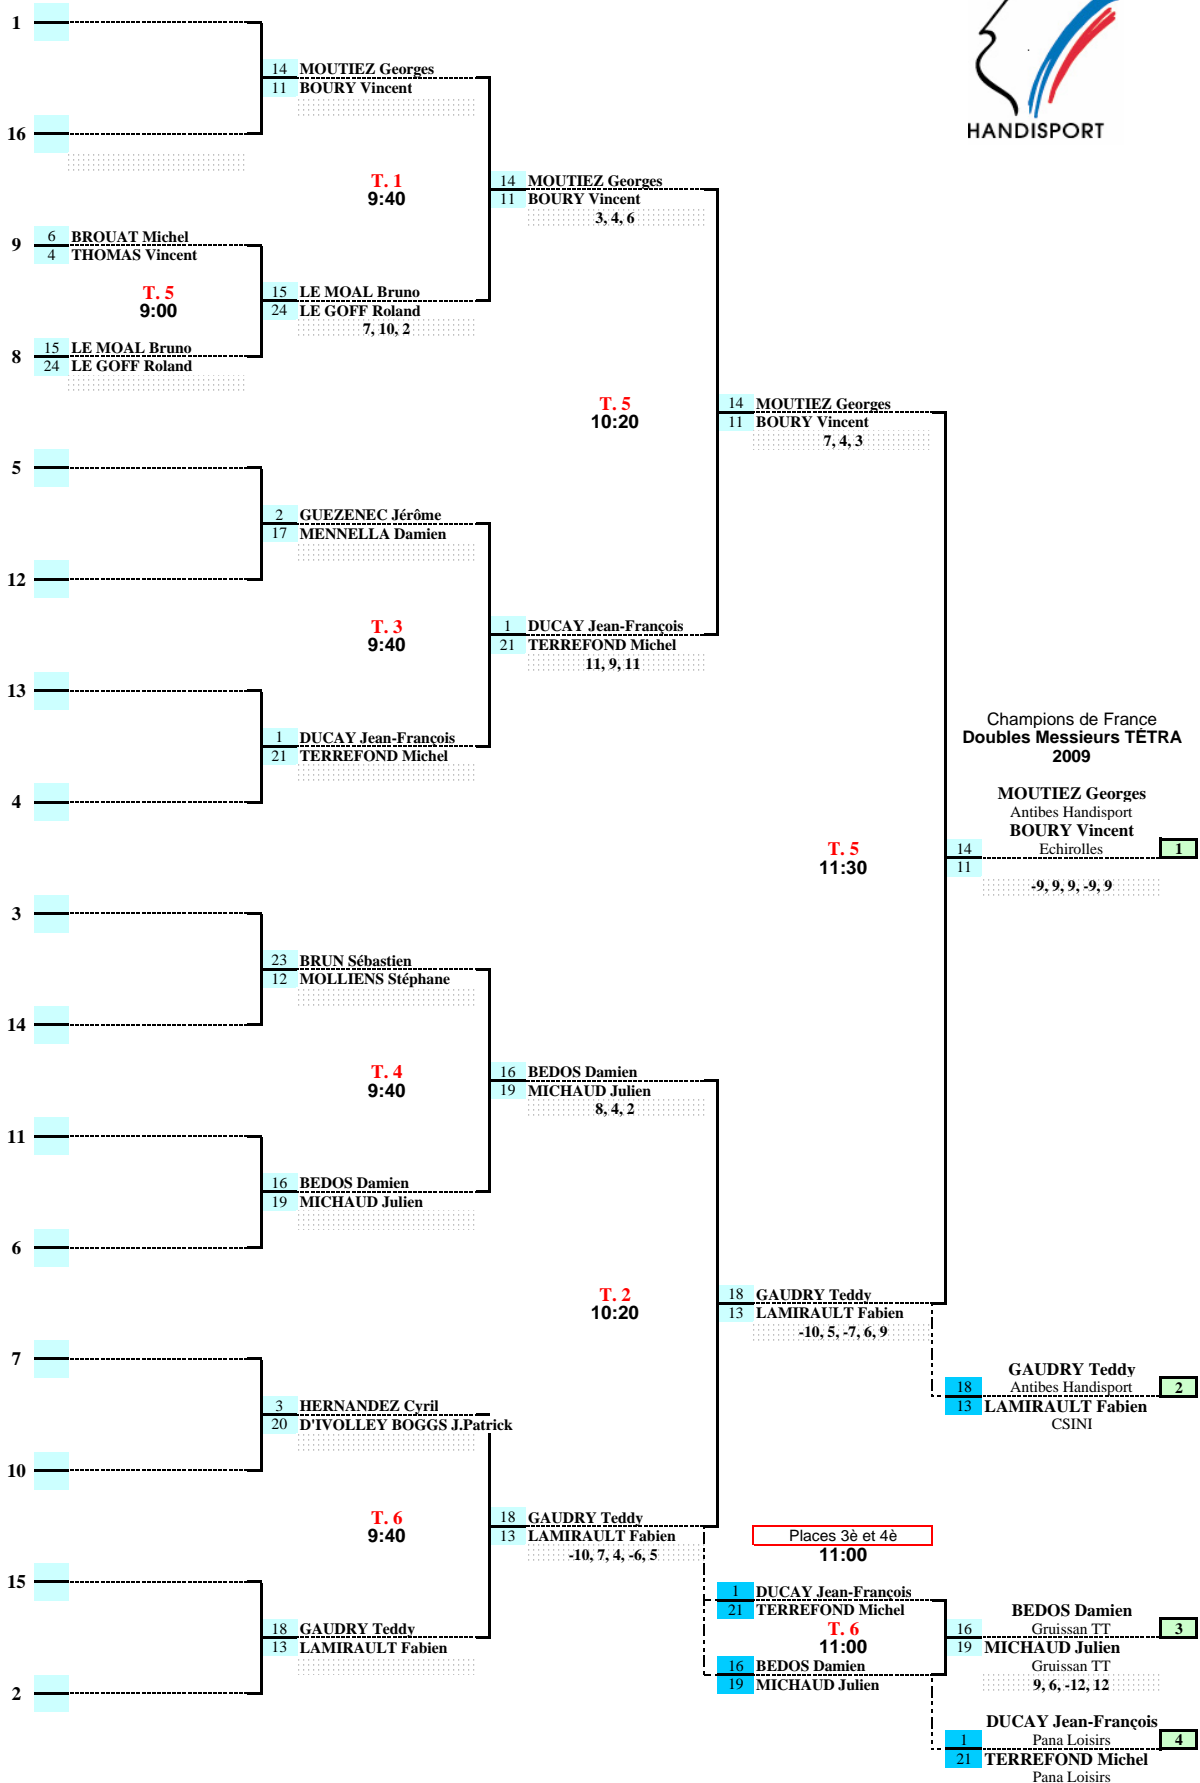 HANDISPORT
1
14 MOUTIEZ Georges
11 BOURY Vincent
16
T. 1
9:40
14 MOUTIEZ Georges
11 BOURY Vincent
3, 4, 6
9
6 BROUAT Michel
4 THOMAS Vincent
T. 5
9:00
15 LE MOAL Bruno
24 LE GOFF Roland
7, 10, 2
8
15 LE MOAL Bruno
24 LE GOFF Roland
T. 5
10:20
14 MOUTIEZ Georges
11 BOURY Vincent
7, 4, 3
5
2 GUEZENEC Jérôme
17 MENNELLA Damien
12
T. 3
9:40
1 DUCAY Jean-François
21 TERREFOND Michel
11, 9, 11
13
1 DUCAY Jean-François
21 TERREFOND Michel
4
Champions de France
Doubles Messieurs TÉTRA
2009
MOUTIEZ Georges
Antibes Handisport
BOURY Vincent
T. 5
11:30
14 Echirolles 1
11
-9, 9, 9, -9, 9
3
23 BRUN Sébastien
12 MOLLIENS Stéphane
14
T. 4
9:40
16 BEDOS Damien
19 MICHAUD Julien
8, 4, 2
11
16 BEDOS Damien
19 MICHAUD Julien
6
T. 2
10:20
18 GAUDRY Teddy
13 LAMIRAULT Fabien
-10, 5, -7, 6, 9
7
3 HERNANDEZ Cyril
20 D'IVOLLEY BOGGS J.Patrick
10
GAUDRY Teddy
18 Antibes Handisport 2
13 LAMIRAULT Fabien
CSINI
T. 6
9:40
18 GAUDRY Teddy
13 LAMIRAULT Fabien
-10, 7, 4, -6, 5
Places 3è et 4è
11:00
15
18 GAUDRY Teddy
13 LAMIRAULT Fabien
2
1 DUCAY Jean-François
21 TERREFOND Michel
T. 6
11:00
16 BEDOS Damien
19 MICHAUD Julien
BEDOS Damien
16 Gruissan TT 3
19 MICHAUD Julien
Gruissan TT
9, 6, -12, 12
DUCAY Jean-François
1 Pana Loisirs 4
21 TERREFOND Michel
Pana Loisirs